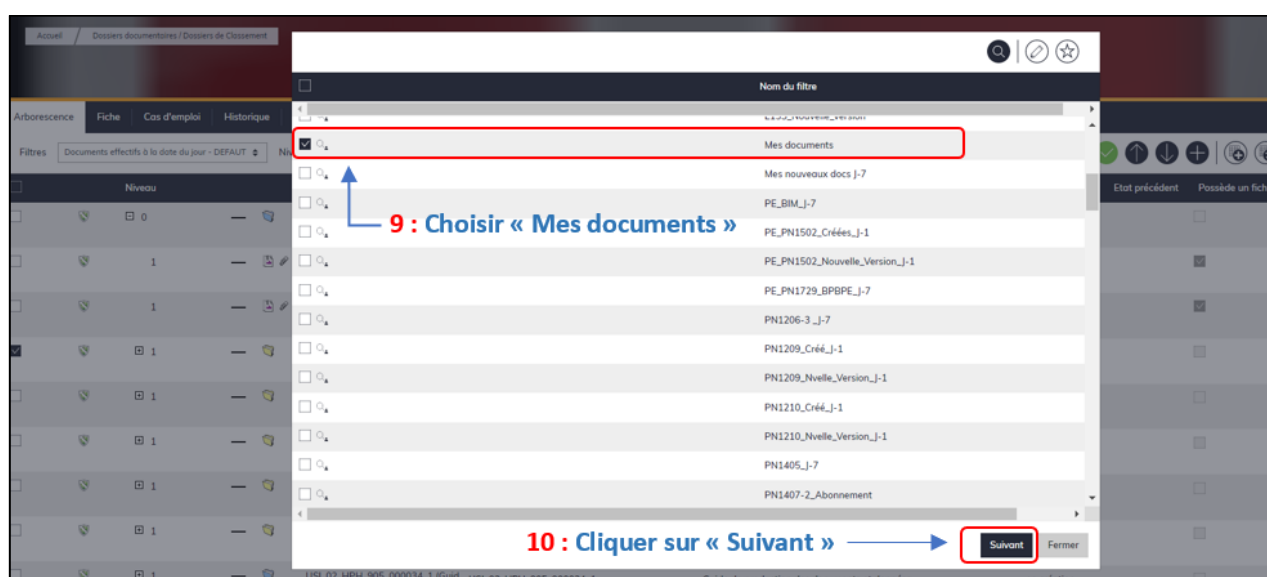 Accueil / Dossiers documentaires / Dossiers de Classement
Nom du filtre
Arborescence Fiche Cas d'emploi Historique
E155_Nouvelle_version
Filtres Documents effectifs à la date du jour - DEFAUT
Mes documents
Mes nouveaux docs J-7
Niveau
Etat précédent Possède un fich
PE_BIM_J-7
0
9 : Choisir « Mes documents »
PE_PN1502_Créées_J-1
1
PE_PN1502_Nouvelle_Version_J-1
PE_PN1729_BPBPE_J-7
1
PN1206-3 _J-7
1
PN1209_Créé_J-1
PN1209_Nvelle_Version_J-1
1
PN1210_Créé_J-1
1
PN1210_Nvelle_Version_J-1
PN1405_J-7
1
PN1407-2_Abonnement
1
10 : Cliquer sur « Suivant »
Suivant Fermer
1